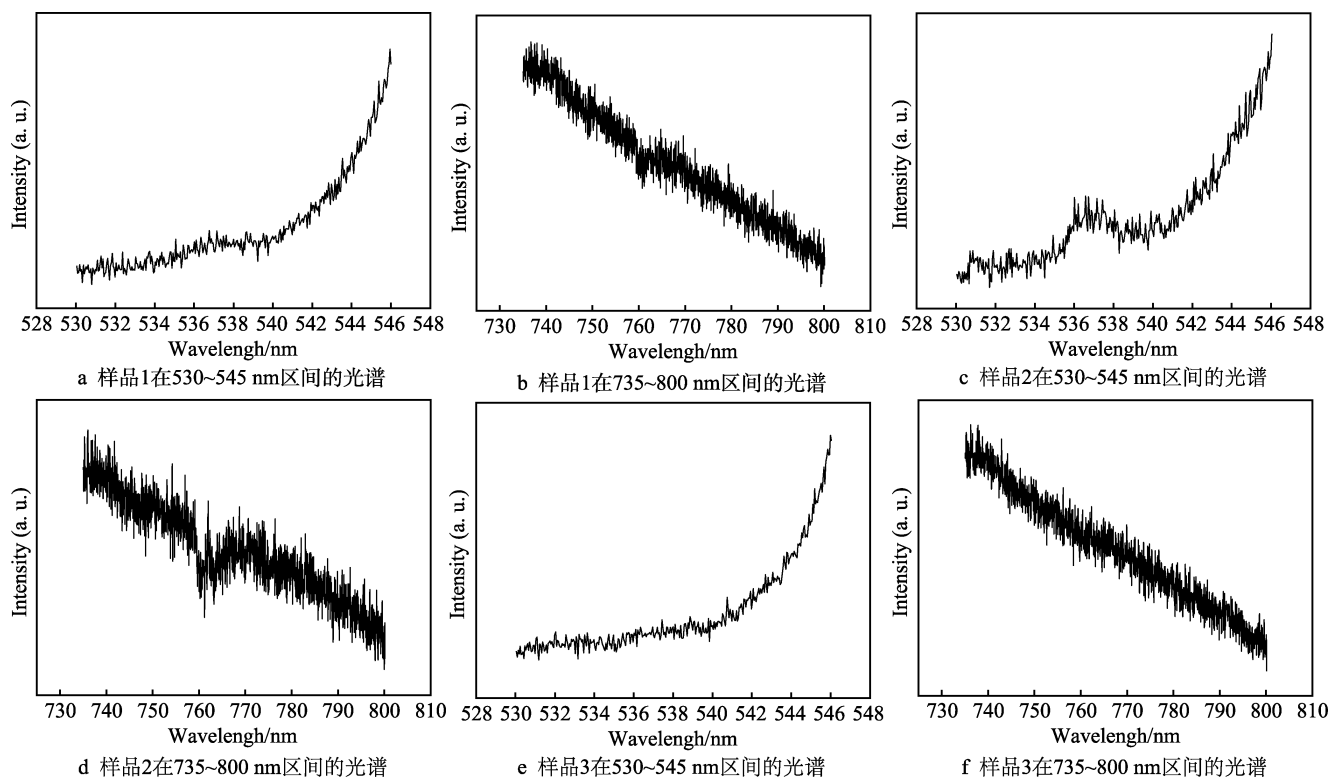 Intensity (a. u.)
528 530 532 534 536 538 540 542 544 546 548
Wavelengh/nm
a 样品1在530~545 nm区间的光谱
Intensity (a. u.)
730 740 750 760 770 780 790 800 810
Wavelengh/nm
b 样品1在735~800 nm区间的光谱
Intensity (a. u.)
528 530 532 534 536 538 540 542 544 546 548
Wavelengh/nm
c 样品2在530~545 nm区间的光谱
Intensity (a. u.)
730 740 750 760 770 780 790 800 810
Wavelengh/nm
d 样品2在735~800 nm区间的光谱
Intensity (a. u.)
528 530 532 534 536 538 540 542 544 546 548
Wavelengh/nm
e 样品3在530~545 nm区间的光谱
Intensity (a. u.)
730 740 750 760 770 780 790 800 810
Wavelengh/nm
f 样品3在735~800 nm区间的光谱